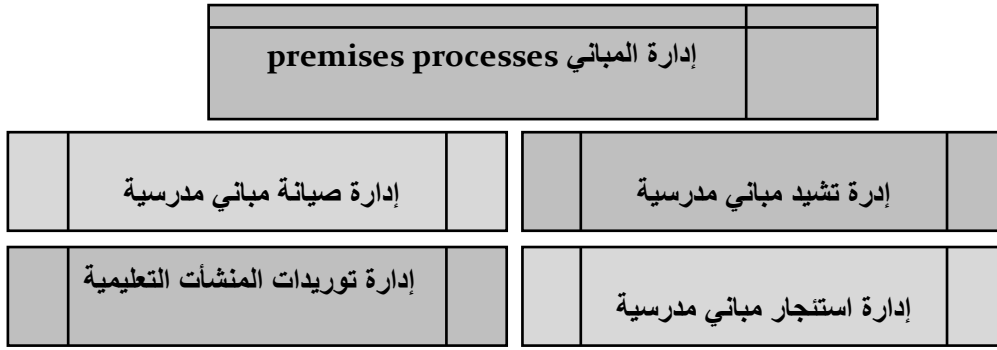 إدارة المباني premises processes
إدرة تشيد مباني مدرسية
إدارة صيانة مباني مدرسية
إدارة استئجار مباني مدرسية
إدارة توريدات المنشأت التعليمية